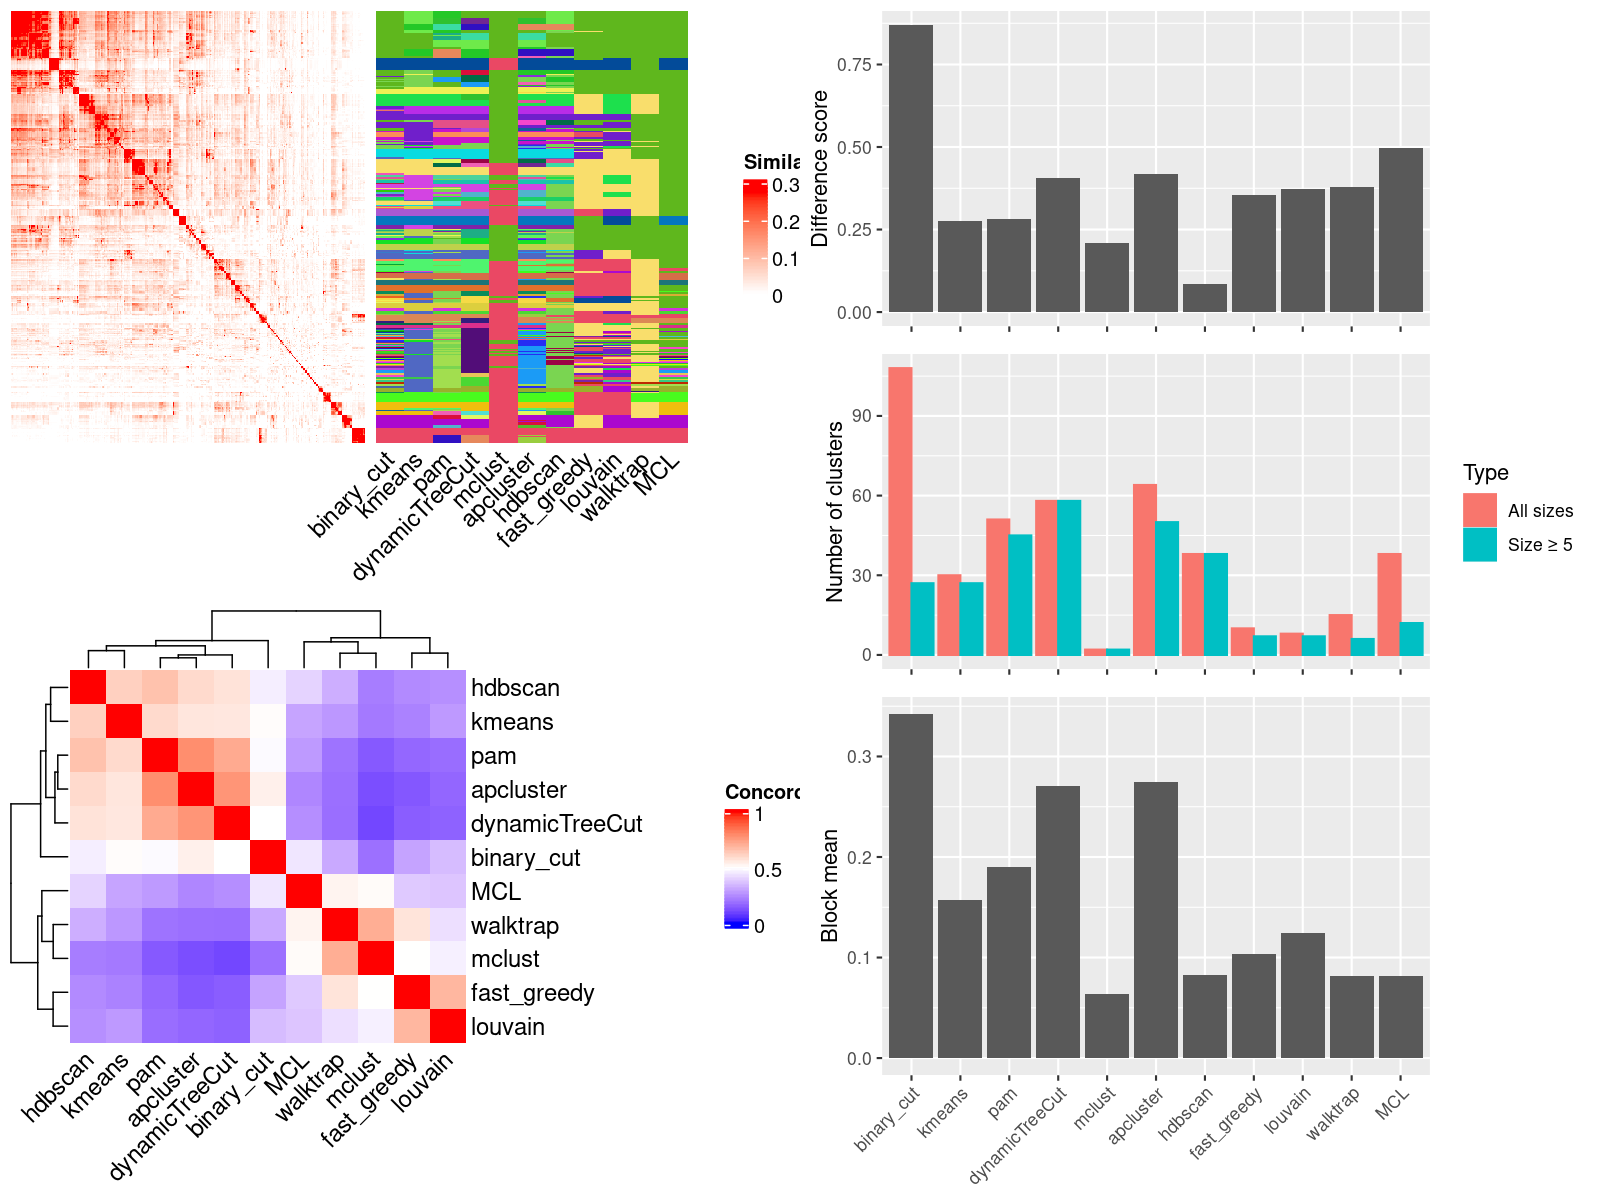 Simila
0.3
0.2
0.1
0
binary_cut
kmeans
pam
dynamicTreeCut
mclust
apcluster
hdbscan
fast_greedy
louvain
walktrap
MCL
hdbscan
kmeans
pam
apcluster
dynamicTreeCut
binary_cut
MCL
walktrap
mclust
fast_greedy
louvain
hdbscan
kmeans
pam
apcluster
dynamicTreeCut
binary_cut
MCL
walktrap
mclust
fast_greedy
louvain
Concord
1
0.5
0
Difference score
0.75
0.50
0.25
0.00
Number of clusters
90
60
30
0
Type
All sizes
Size ≥ 5
Block mean
0.3
0.2
0.1
0.0
binary_cut
kmeans
pam
dynamicTreeCut
mclust
apcluster
hdbscan
fast_greedy
louvain
walktrap
MCL